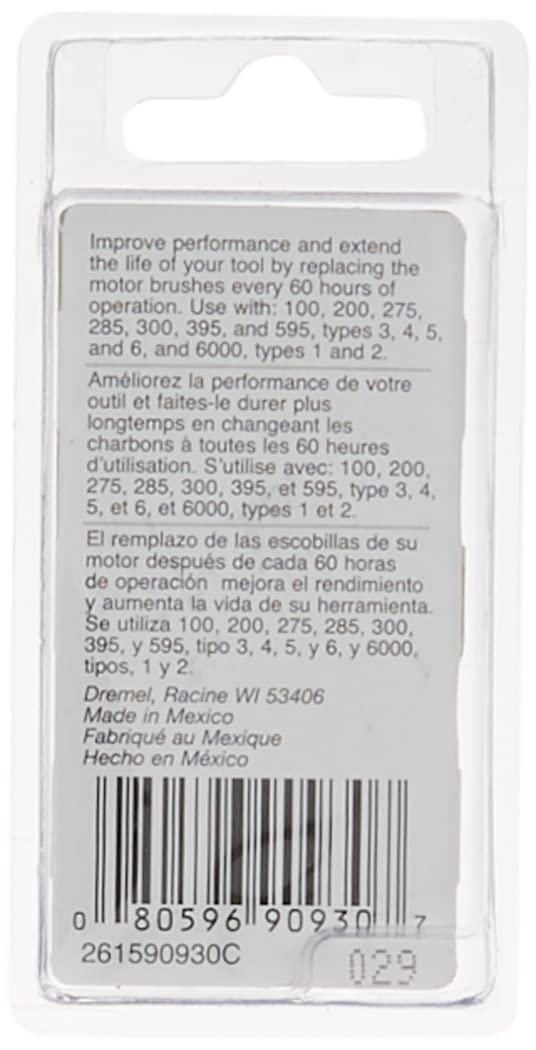 Improve performance and extend
the life of your tool by replacing the
motor brushes every 60 hours of
operation. Use with: 100, 200, 275,
285, 300, 395, and 595, types 3, 4, 5,
and 6, and 6000, types 1 and 2.
Améliorez la performance de votre
outil et faites-le durer plus
longtemps en changeant les
charbons à toutes les 60 heures
d'utilisation. S'utilise avec: 100, 200,
275, 285, 300, 395, et 595, type 3, 4,
5, et 6, et 6000, types 1 et 2.
El remplazo de las escobillas de su
motor después de cada 60 horas
de operación mejora el rendimiento
y aumenta la vida de su herramienta.
Se utiliza 100, 200, 275, 285, 300,
395, y 595, tipo 3, 4, 5, y 6, y 6000,
tipos, 1 y 2.
Dremel, Racine WI 53406
Made in Mexico
Fabriqué au Mexique
Hecho en México
0 80596 90930 7
261590930C
029